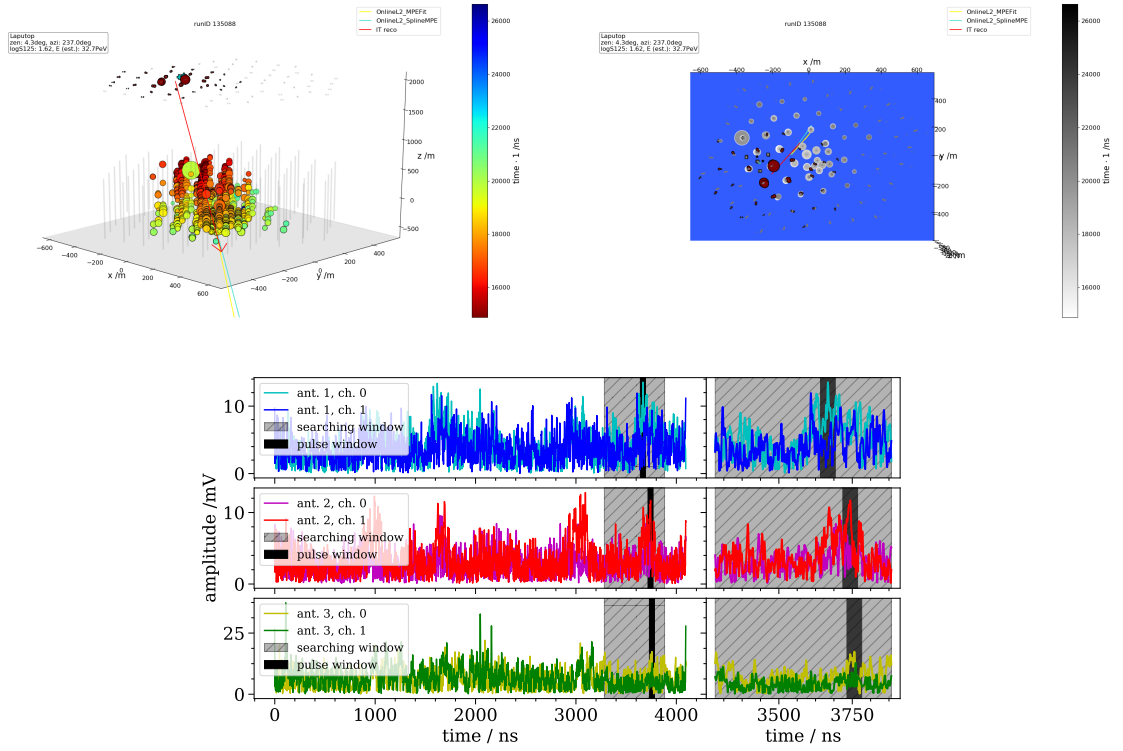 runID 135088
OnlineL2_MPEFit
OnlineL2_SplineMPE
IT reco
Laputop
zen: 4.3deg, azi: 237.0deg
logS125: 1.62, E (est.): 32.7PeV
2000
1500
1000
500
0
−500
z /m
−600
−400
−200
0
200
400
600
x /m
−400
−200
0
200
400
y /m
26000
24000
22000
20000
18000
16000
time · 1 /ns
runID 135088
OnlineL2_MPEFit
OnlineL2_SplineMPE
IT reco
Laputop
zen: 4.3deg, azi: 237.0deg
logS125: 1.62, E (est.): 32.7PeV
x /m
−600 −400 −200 0 200 400 600
400
200
y /m
−200
−400
26000
24000
22000
20000
18000
16000
time · 1 /ns
amplitude /mV
10
0
ant. 1, ch. 0
ant. 1, ch. 1
searching window
pulse window
10
0
ant. 2, ch. 0
ant. 2, ch. 1
searching window
pulse window
25
0
ant. 3, ch. 0
ant. 3, ch. 1
searching window
pulse window
0 1000 2000 3000 4000
time / ns
3500 3750
time / ns